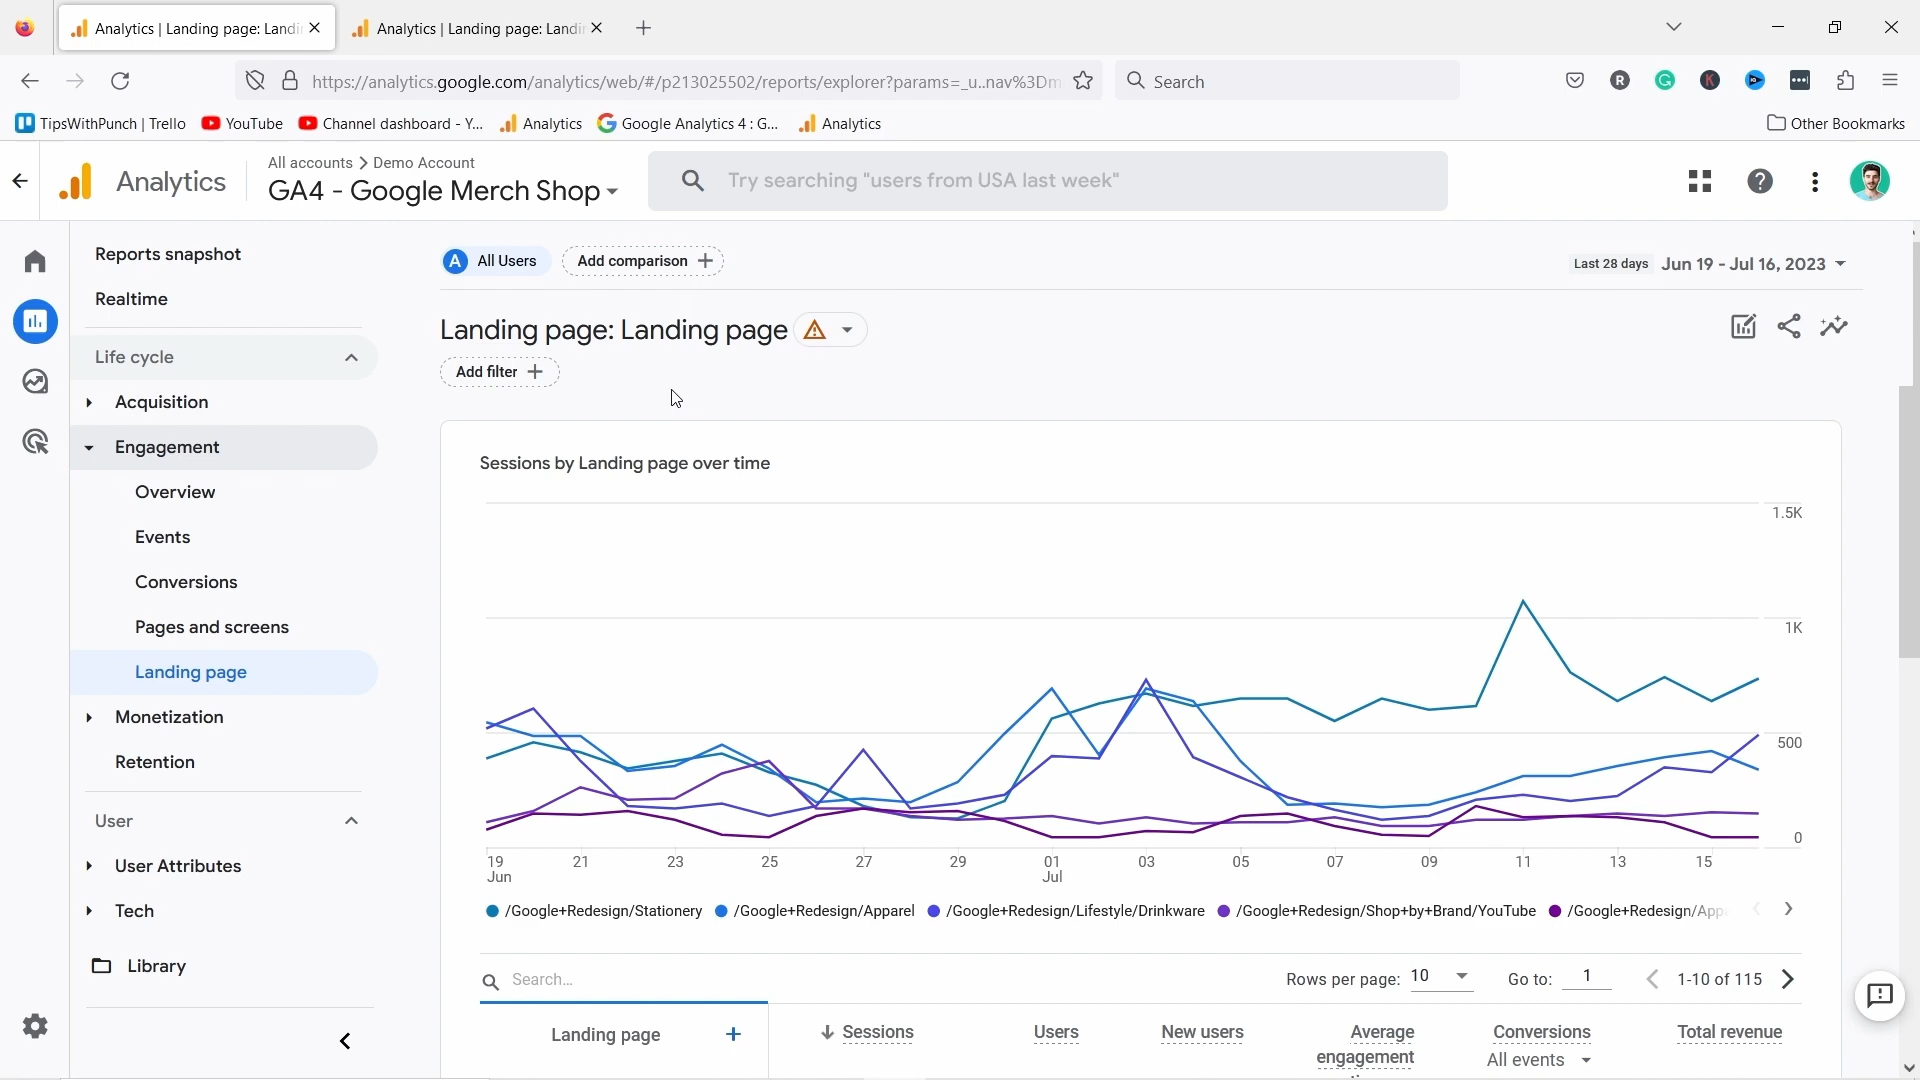 Analytics | Landing page: Landi
Analytics | Landing page: Landi
https://analytics.google.com/analytics/web/#/p213025502/reports/explorer?params=_u..nav%3Dm
Search
TipsWithPunch | Trello
YouTube
Channel dashboard - Y...
Analytics
Google Analytics 4 : G...
Analytics
Other Bookmarks
Analytics
All accounts > Demo Account
GA4 - Google Merch Shop
Try searching "users from USA last week"
Reports snapshot
Realtime
Life cycle
Acquisition
Engagement
Overview
Events
Conversions
Pages and screens
Landing page
Monetization
Retention
User
User Attributes
Tech
Library
A All Users
Add comparison +
Last 28 days Jun 19 - Jul 16, 2023
Landing page: Landing page
Add filter +
Sessions by Landing page over time
1.5K
1K
500
0
19 21 23 25 27 29 01 03 05 07 09 11 13 15
Jun Jul
/Google+Redesign/Stationery /Google+Redesign/Apparel /Google+Redesign/Lifestyle/Drinkware /Google+Redesign/Shop+by+Brand/YouTube /Google+Redesign/App
Search...
Rows per page: 10 Go to: 1 1-10 of 115
Landing page + Sessions Users New users Average Conversions Total revenue
engagement All events